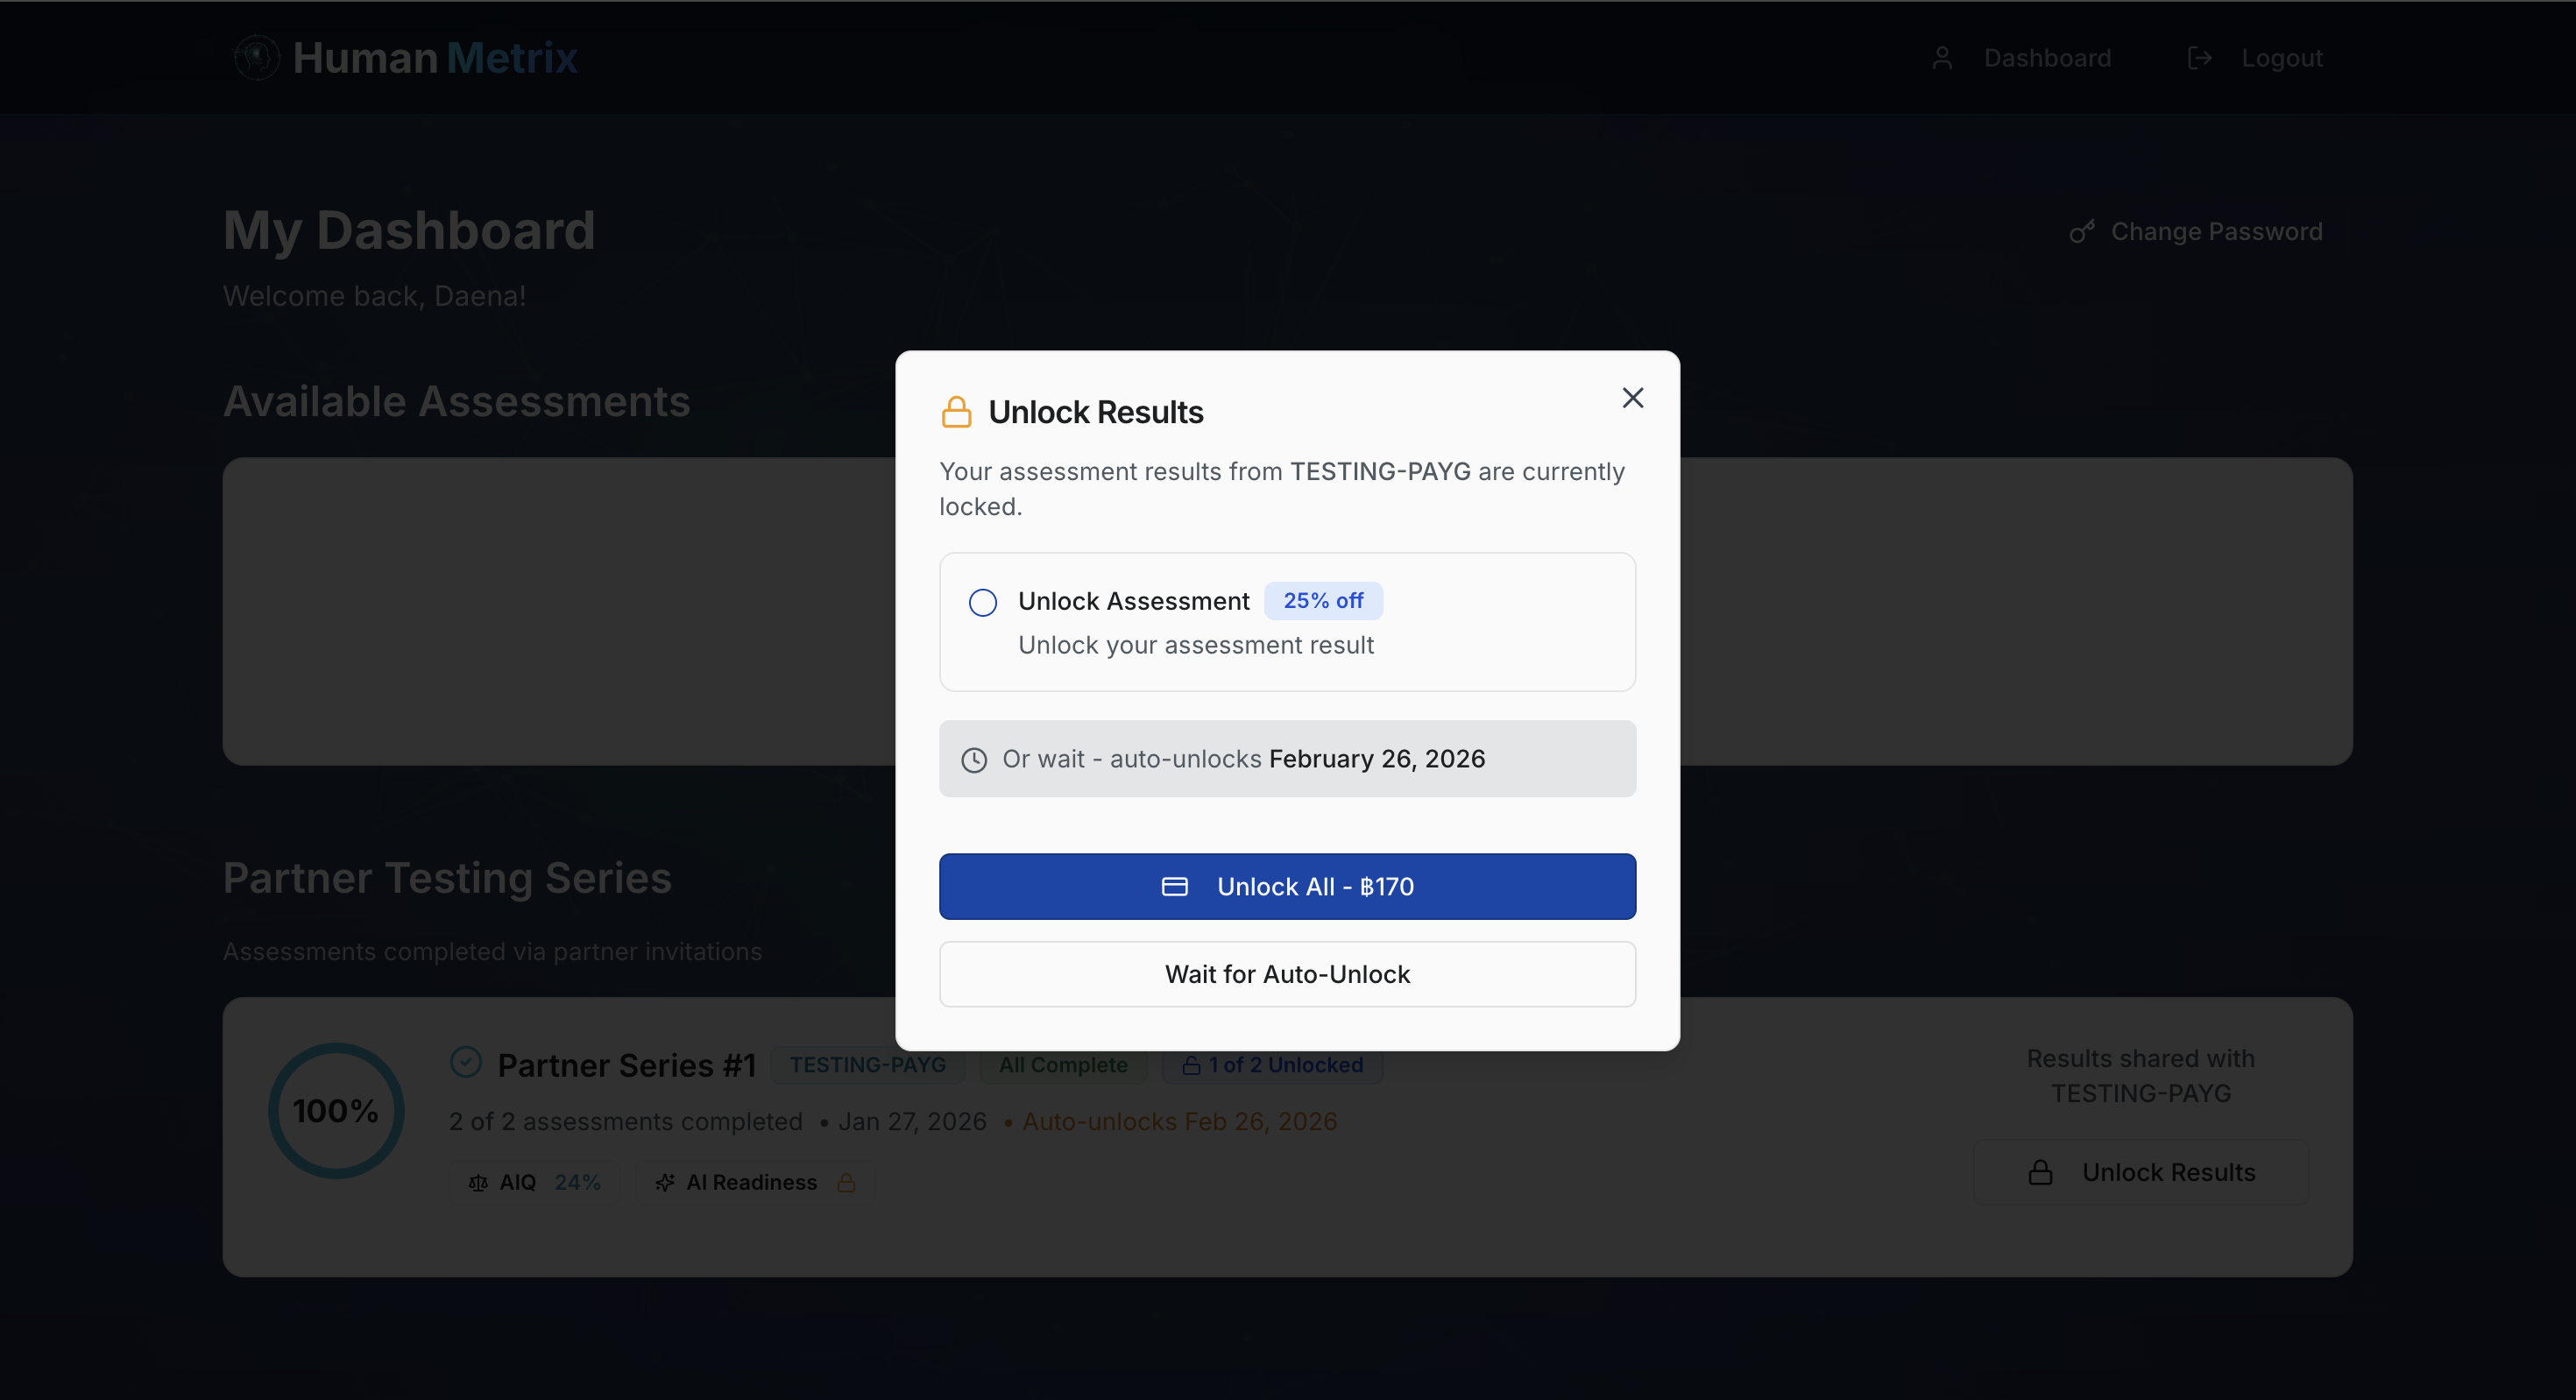 Human Metrix
Dashboard
Logout
My Dashboard
Change Password
Welcome back, Daena!
Available Assessments
Unlock Results
Your assessment results from TESTING-PAYG are currently
locked.
Unlock Assessment 25% off
Unlock your assessment result
Or wait - auto-unlocks February 26, 2026
Unlock All - ฿170
Wait for Auto-Unlock
Partner Testing Series
Assessments completed via partner invitations
100%
Partner Series #1 TESTING-PAYG All Complete 1 of 2 Unlocked
2 of 2 assessments completed • Jan 27, 2026 • Auto-unlocks Feb 26, 2026
AIQ 24% AI Readiness
Results shared with
TESTING-PAYG
Unlock Results